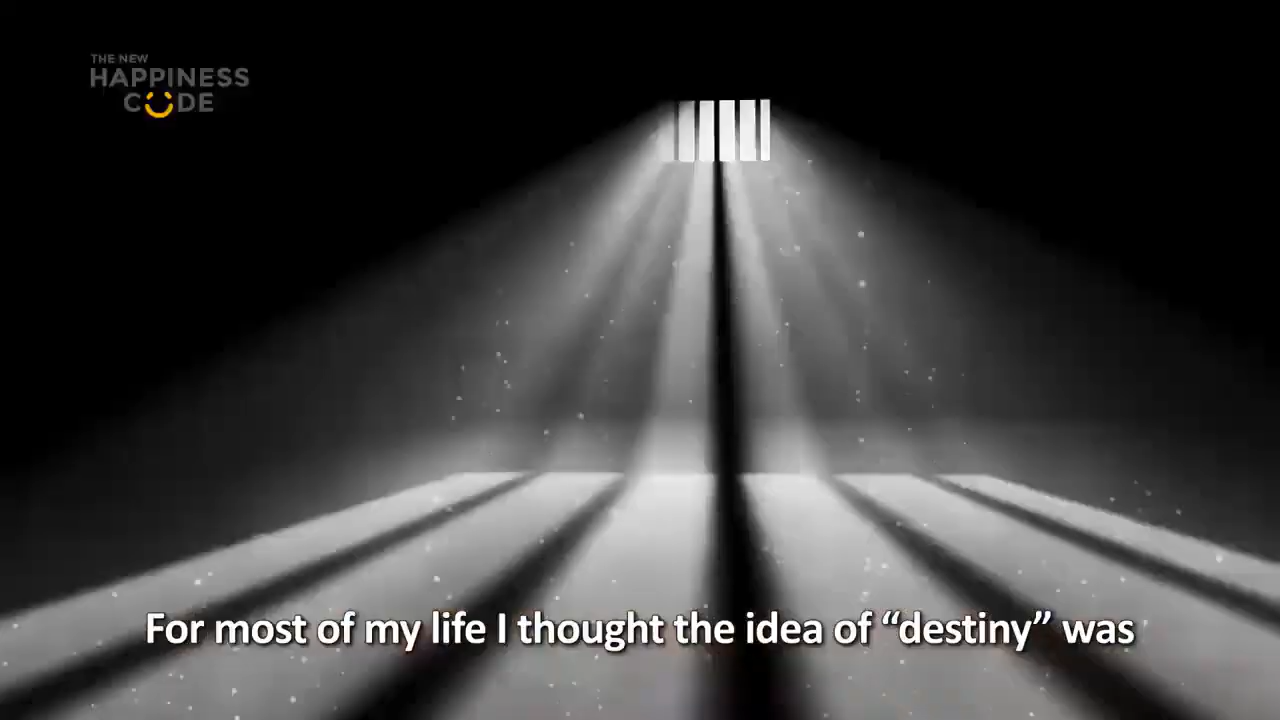 THE NEW
HAPPINESS
CODE
For most of my life I thought the idea of “destiny” was